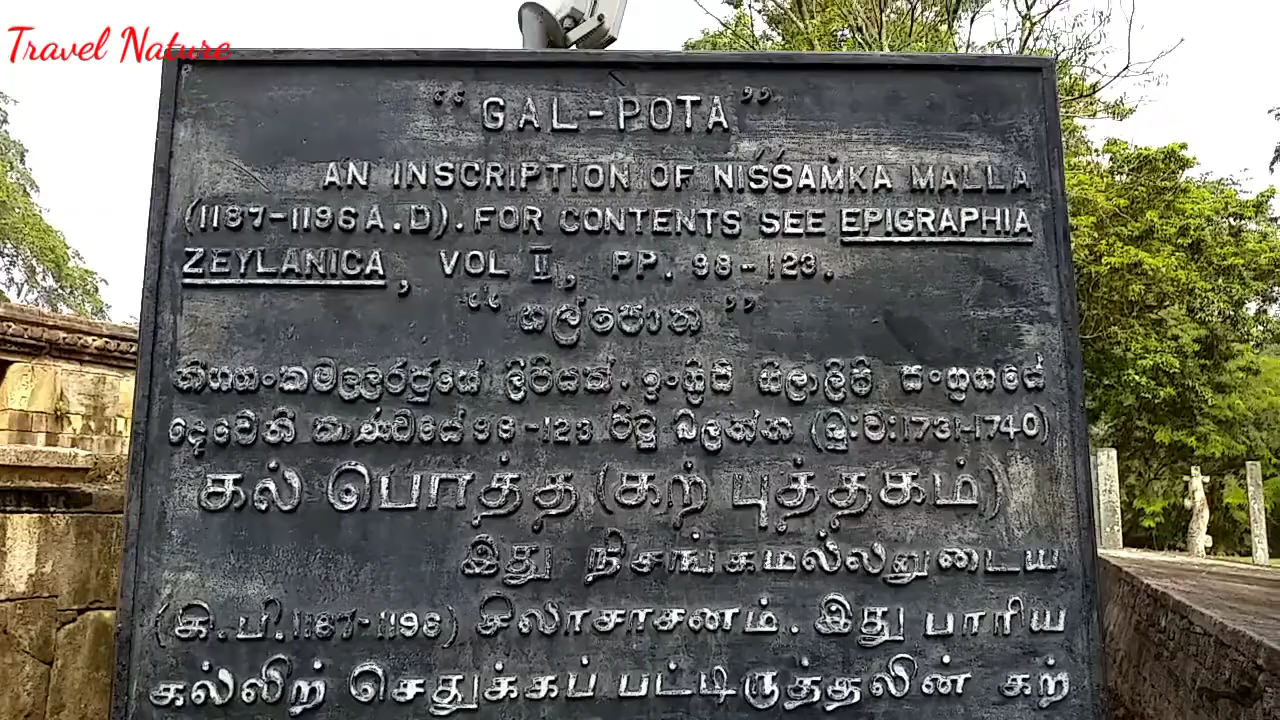 Travel Nature
“GAL-POTA”
AN INSCRIPTION OF NIŚŚAṀKA MALLA
(1187-1196 A.D). FOR CONTENTS SEE EPIGRAPHIA
ZEYLANICA, VOL II, PP. 98-123.
“ගල්පොත”
නිශ්ශංකමල්ලරජුගේ ලිපියක්. ඉංග්‍රීසි ශිලාලිපි සංග්‍රහයේ
දෙවෙනි කාණ්ඩයේ 98-123 පිටු බලන්න (බු:ව:1731-1740)
கல் பொத்த (கற் புத்தகம்)
இது நிசங்கமல்லனுடைய
(கி.பி.1187-1196) சிலாசாசனம். இது பாரிய
கல்லிற் செதுக்கப் பட்டிருத்தலின் கற்